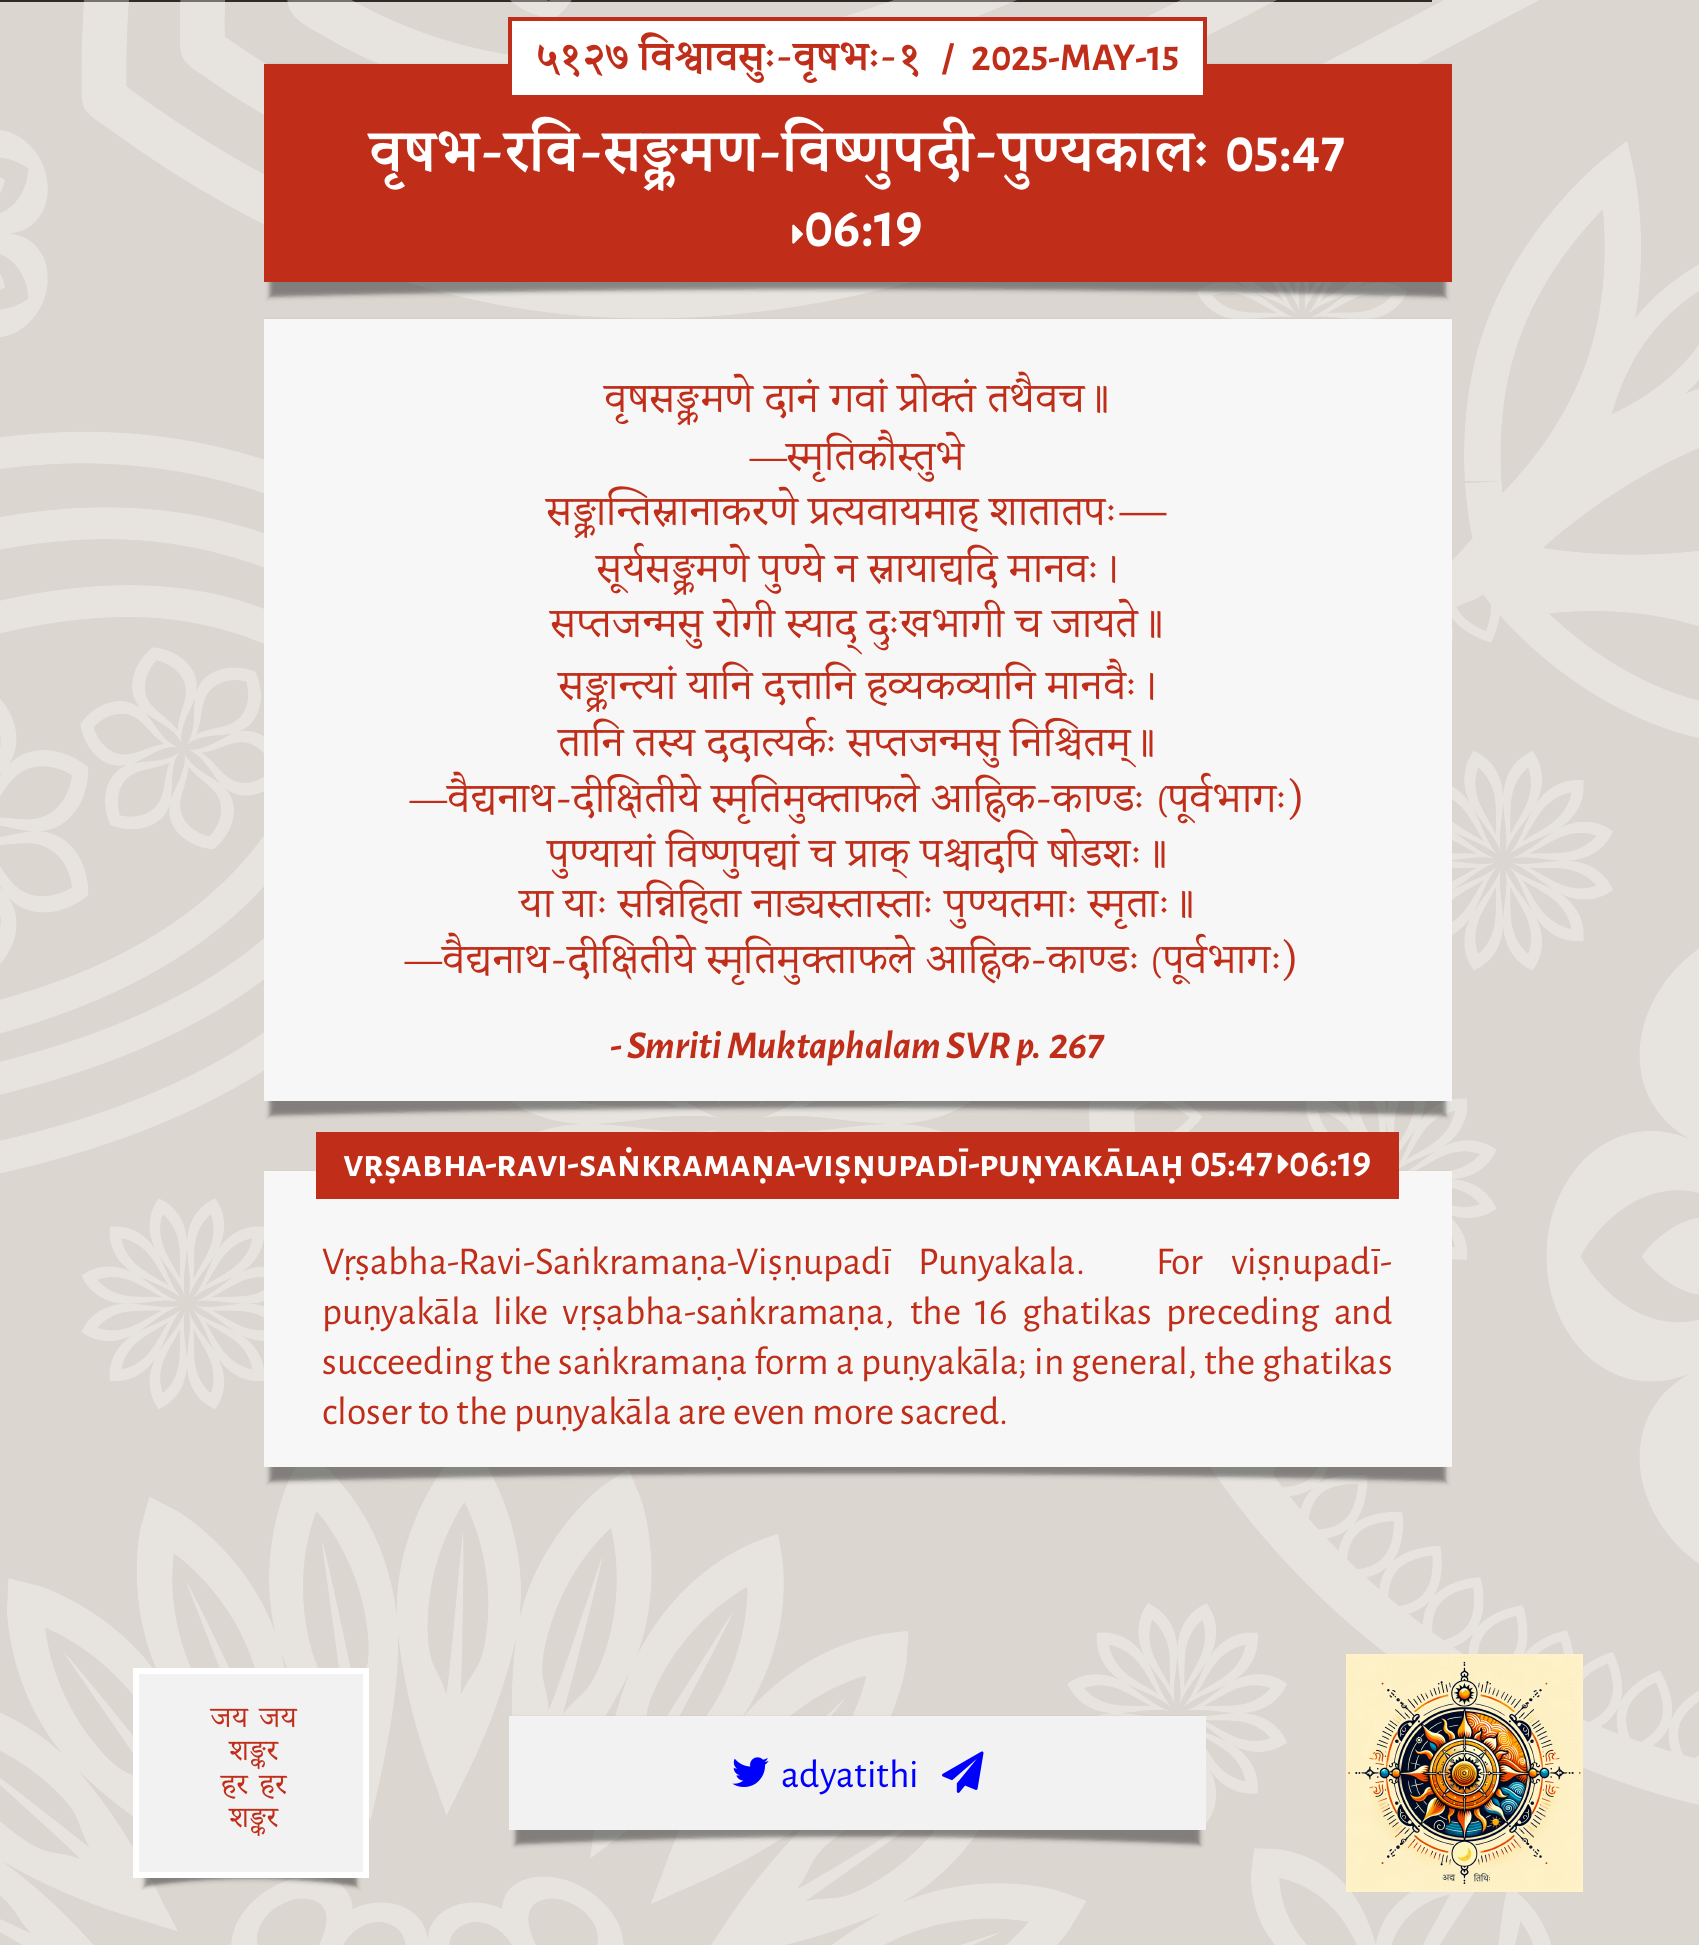 ५१२७ विश्वावसुः-वृषभः-१ / 2025-MAY-15
वृषभ-रवि-सङ्क्रमण-विष्णुपदी-पुण्यकालः 05:47
▸06:19
वृषसङ्क्रमणे दानं गवां प्रोक्तं तथैवच॥
—स्मृतिकौस्तुभे
सङ्क्रान्तिस्नानाकरणे प्रत्यवायमाह शातातपः—
सूर्यसङ्क्रमणे पुण्ये न स्नायाद्यदि मानवः।
सप्तजन्मसु रोगी स्याद् दुःखभागी च जायते॥
सङ्क्रान्त्यां यानि दत्तानि हव्यकव्यानि मानवैः।
तानि तस्य ददात्यर्कः सप्तजन्मसु निश्चितम्॥
—वैद्यनाथ-दीक्षितीये स्मृतिमुक्ताफले आह्निक-काण्डः (पूर्वभागः)
पुण्यायां विष्णुपद्यां च प्राक् पश्चादपि षोडशः॥
या याः सन्निहिता नाड्यस्तास्ताः पुण्यतमाः स्मृताः॥
—वैद्यनाथ-दीक्षितीये स्मृतिमुक्ताफले आह्निक-काण्डः (पूर्वभागः)
- Smriti Muktaphalam SVR p. 267
VṚṢABHA-RAVI-SAṄKRAMAṆA-VIṢṆUPADĪ-PUṆYAKĀLAḤ 05:47▸06:19
Vṛṣabha-Ravi-Saṅkramaṇa-Viṣṇupadī Punyakala. For viṣṇupadī-
puṇyakāla like vṛṣabha-saṅkramaṇa, the 16 ghatikas preceding and
succeeding the saṅkramaṇa form a puṇyakāla; in general, the ghatikas
closer to the puṇyakāla are even more sacred.
जय जय
शङ्कर
हर हर
शङ्कर
adyatithi
अद्य तिथिः